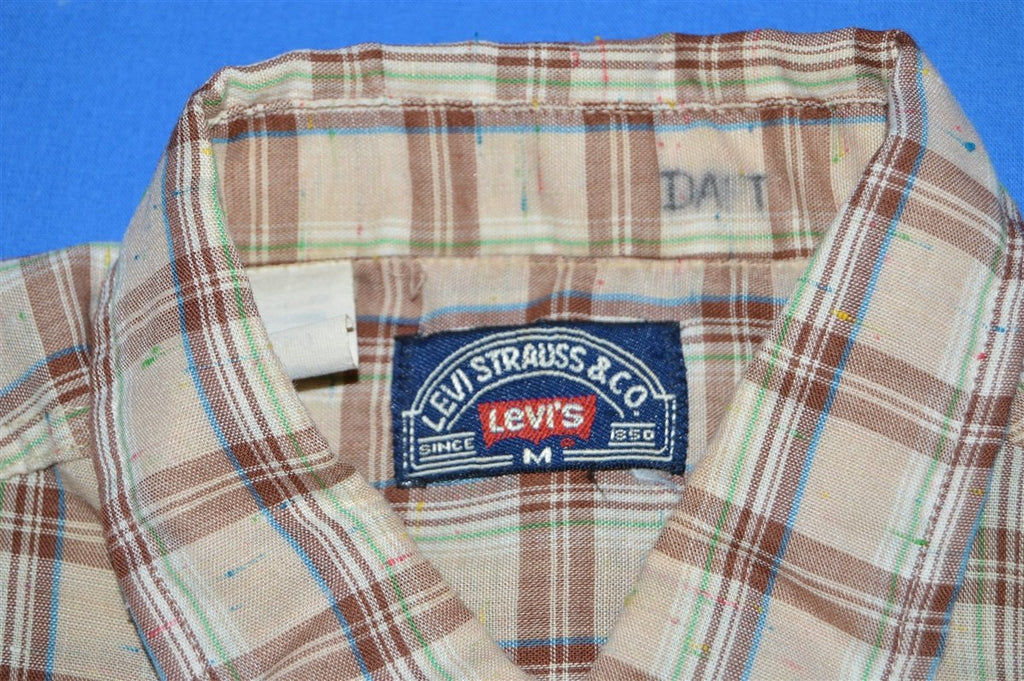 LEVI STRAUSS & CO.
LeVI'S
SINCE 1850
M